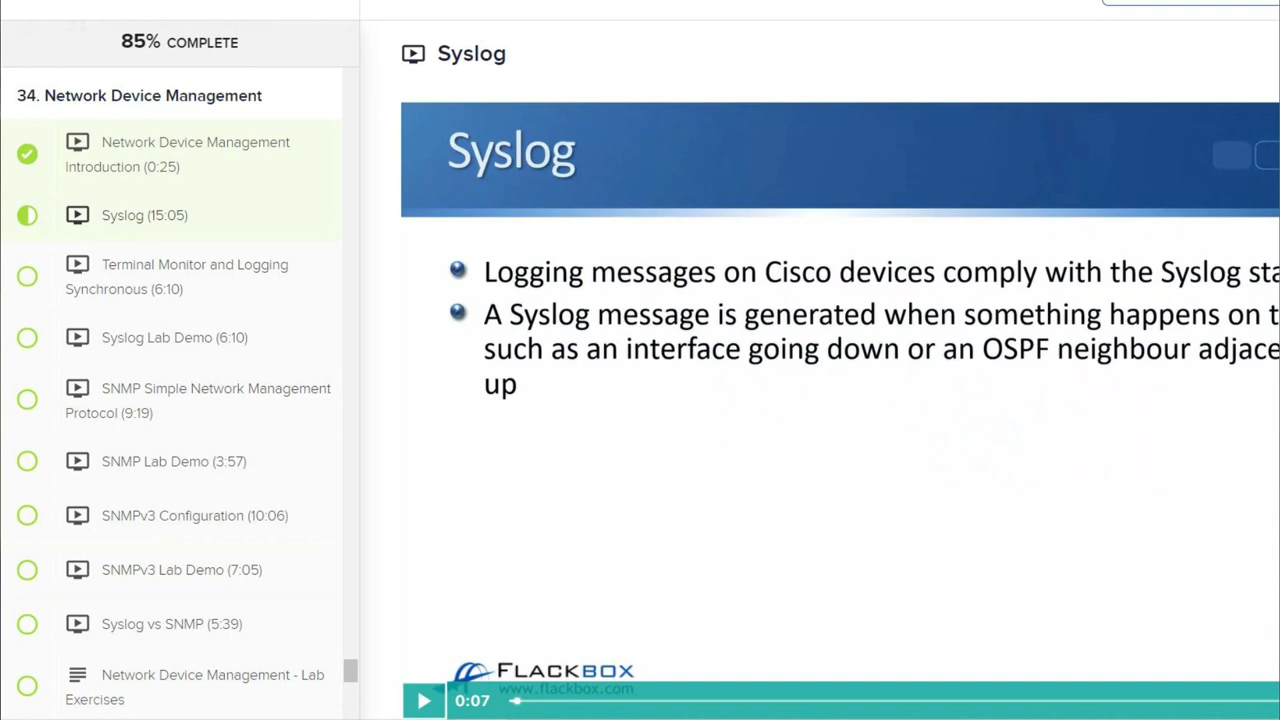 85% COMPLETE
34. Network Device Management
Network Device Management
Introduction (0:25)
Syslog (15:05)
Terminal Monitor and Logging
Synchronous (6:10)
Syslog Lab Demo (6:10)
SNMP Simple Network Management
Protocol (9:19)
SNMP Lab Demo (3:57)
SNMPv3 Configuration (10:06)
SNMPv3 Lab Demo (7:05)
Syslog vs SNMP (5:39)
Network Device Management - Lab
Exercises
Syslog
Syslog
Logging messages on Cisco devices comply with the Syslog sta
A Syslog message is generated when something happens on t
such as an interface going down or an OSPF neighbour adjace
up
FLACKBOX
www.flackbox.com
0:07